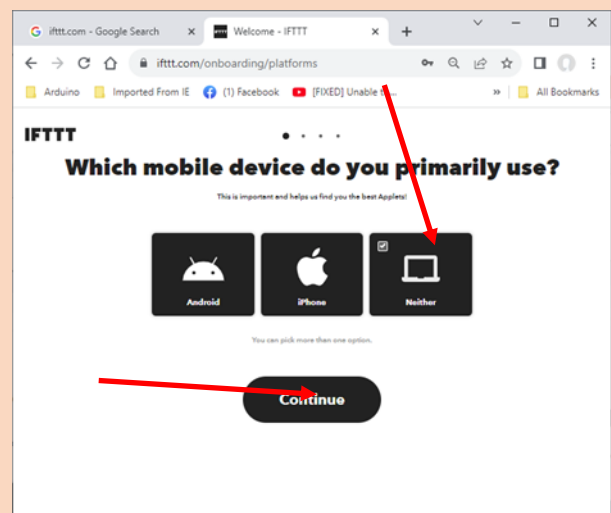 ifttt.com - Google Search
Welcome - IFTTT
ifttt.com/onboarding/platforms
Arduino
Imported From IE
(1) Facebook
[FIXED] Unable t...
»
All Bookmarks
IFTTT
Which mobile device do you primarily use?
This is important and helps us find you the best Applets!
Android
iPhone
Neither
You can pick more than one option.
Continue